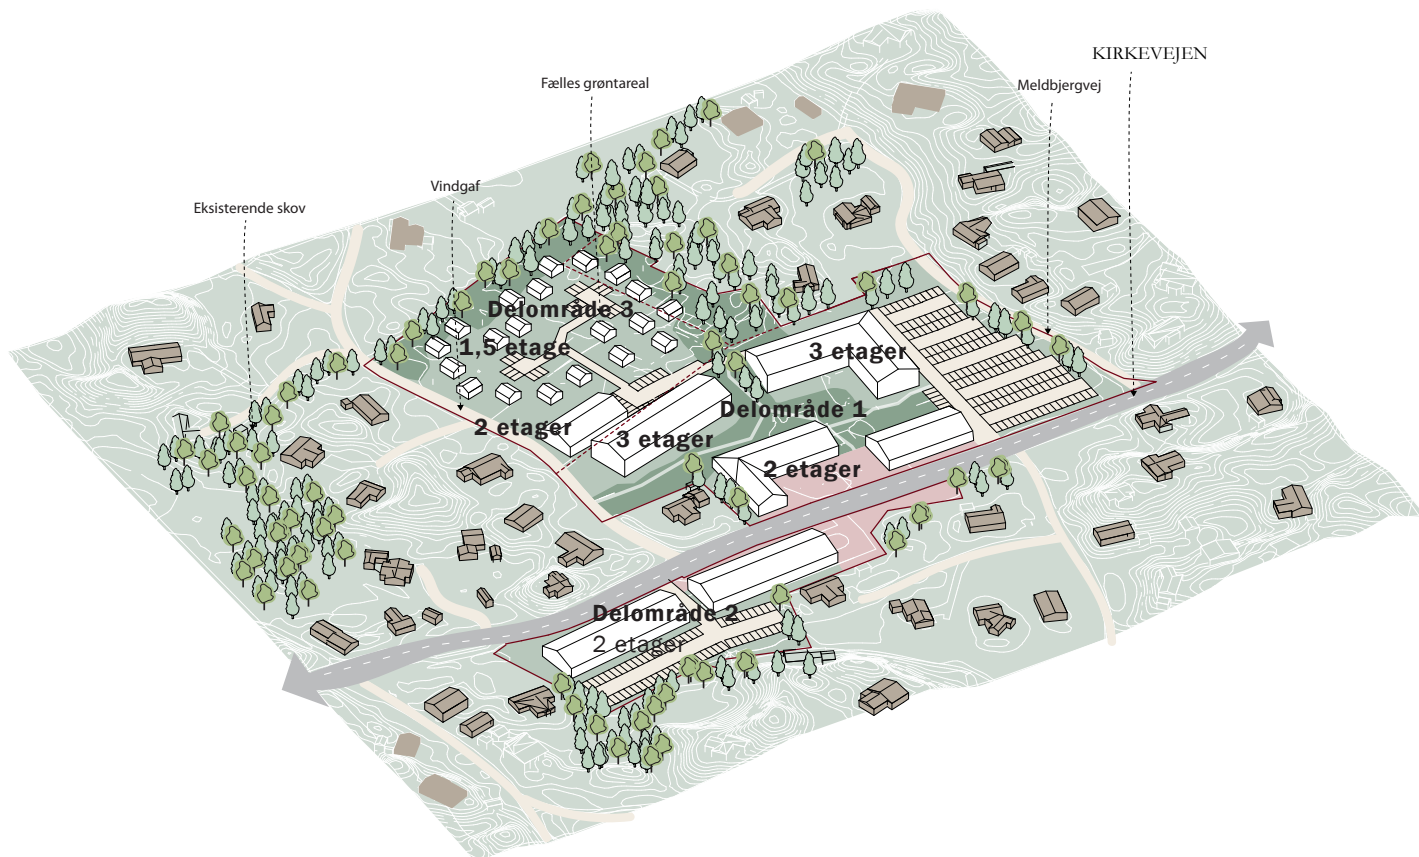 KIRKEVEJEN
Fælles grøntareal
Meldbjergvej
Vindgaf
Eksisterende skov
Delområde 3
1,5 etage
3 etager
Delområde 1
2 etager
3 etager
2 etager
Delområde 2
2 etager